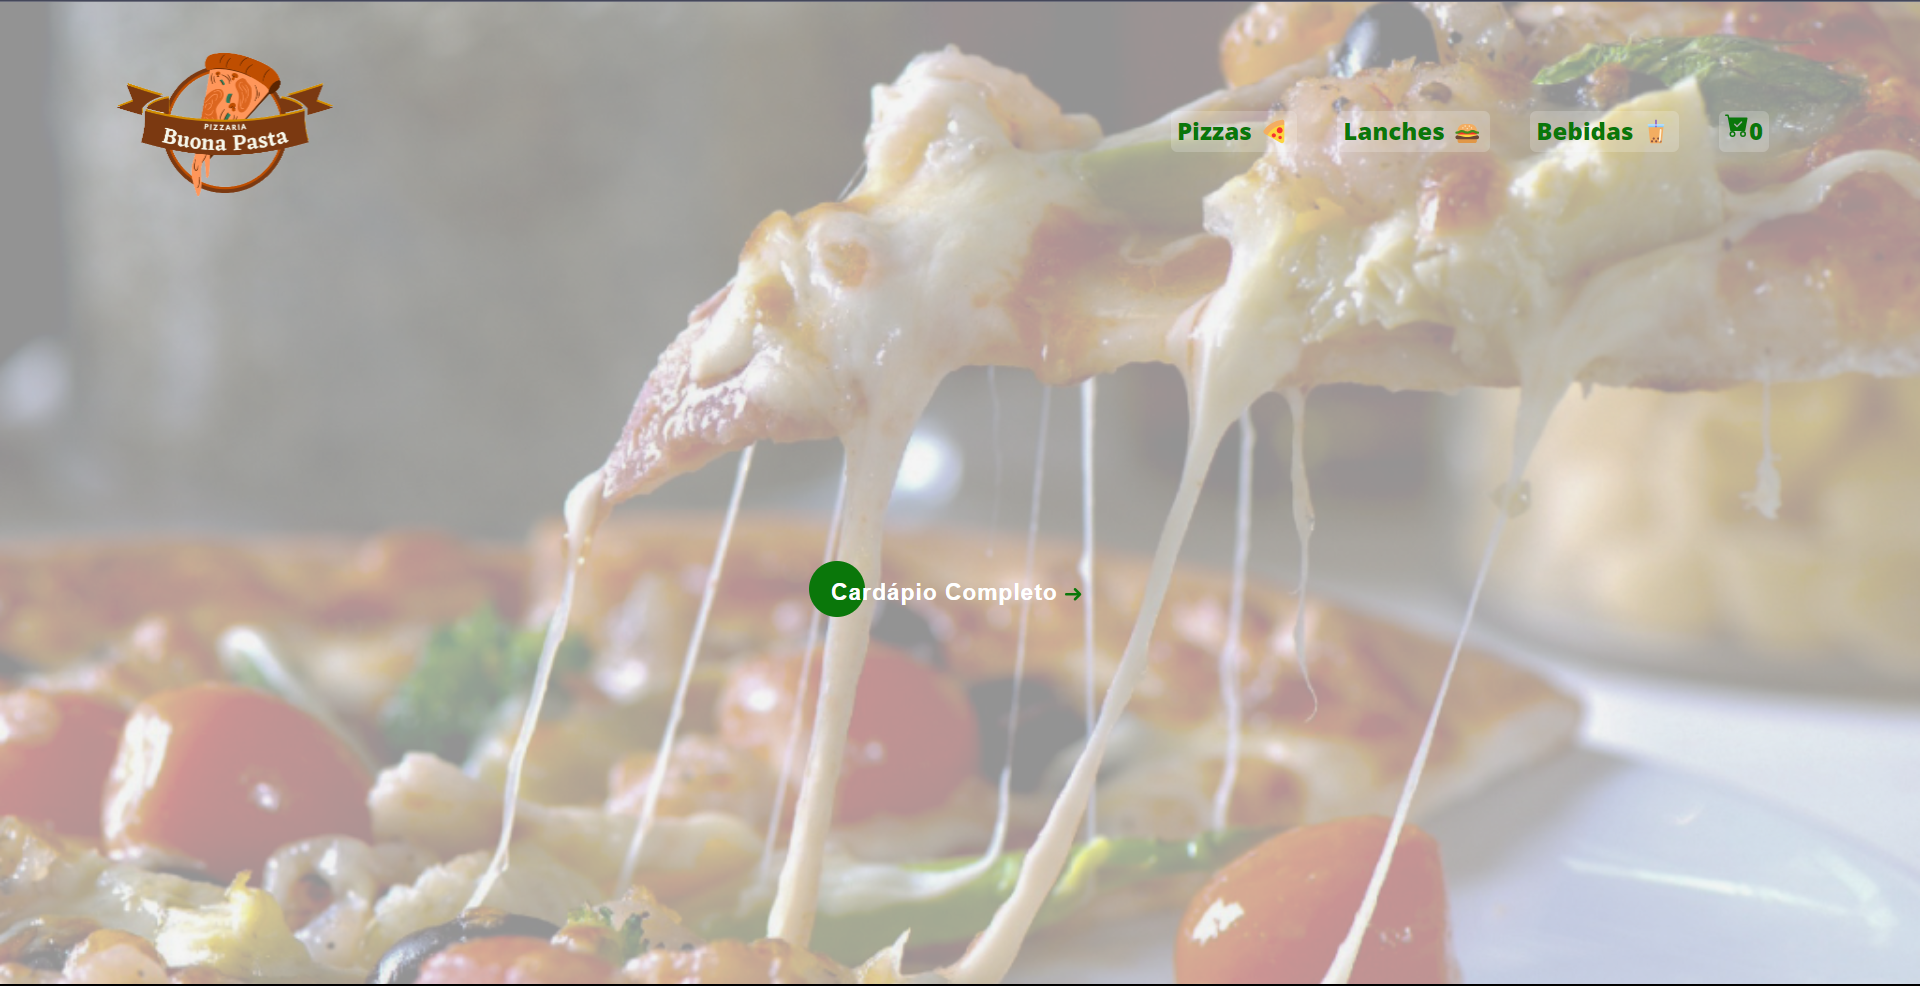 PIZZARIA
Buona Pasta
Pizzas 🍕
Lanches 🍔
Bebidas 🧋
0
Cardápio Completo →